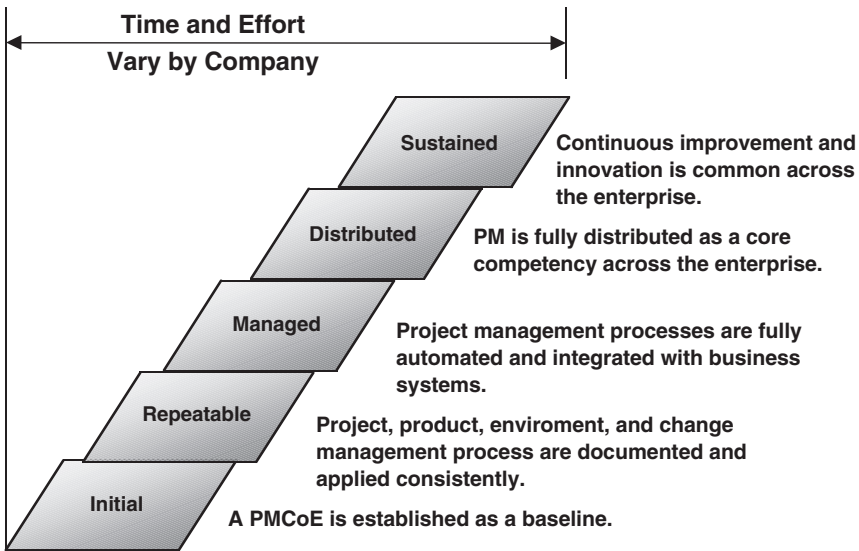 Time and Effort
Vary by Company
Sustained
Continuous improvement and
innovation is common across
the enterprise.
Distributed
PM is fully distributed as a core
competency across the enterprise.
Managed
Project management processes are fully
automated and integrated with business
systems.
Repeatable
Project, product, enviroment, and change
management process are documented and
applied consistently.
Initial
A PMCoE is established as a baseline.